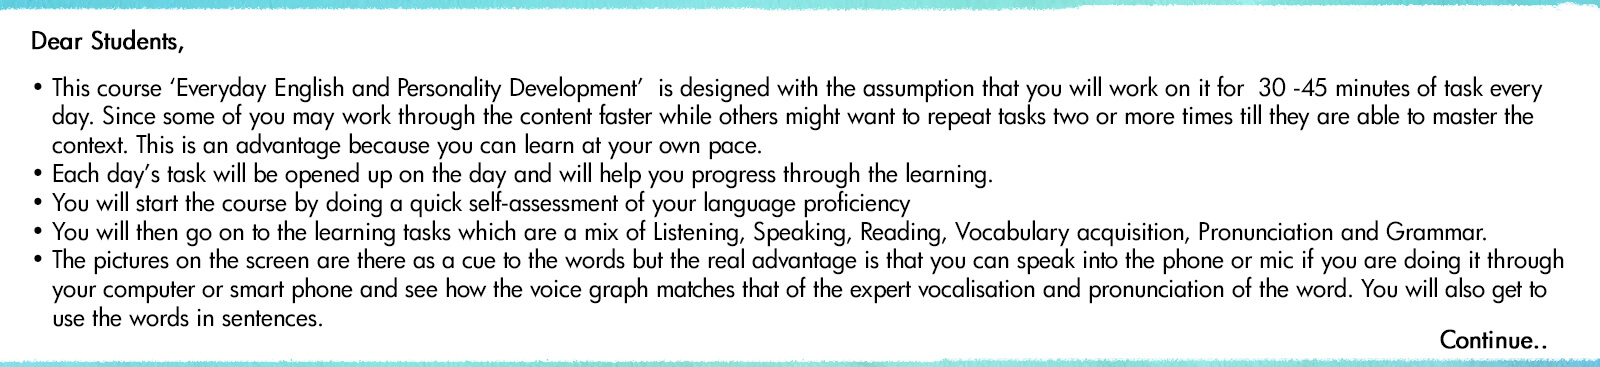 Dear Students,
• This course ‘Everyday English and Personality Development’ is designed with the assumption that you will work on it for 30 -45 minutes of task every
day. Since some of you may work through the content faster while others might want to repeat tasks two or more times till they are able to master the
context. This is an advantage because you can learn at your own pace.
• Each day’s task will be opened up on the day and will help you progress through the learning.
• You will start the course by doing a quick self-assessment of your language proficiency
• You will then go on to the learning tasks which are a mix of Listening, Speaking, Reading, Vocabulary acquisition, Pronunciation and Grammar.
• The pictures on the screen are there as a cue to the words but the real advantage is that you can speak into the phone or mic if you are doing it through
your computer or smart phone and see how the voice graph matches that of the expert vocalisation and pronunciation of the word. You will also get to
use the words in sentences.
Continue..